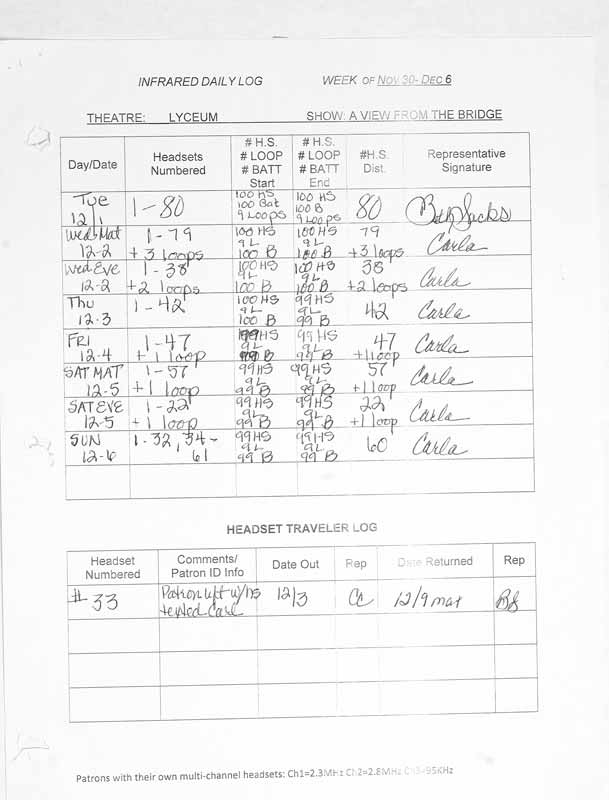 INFRARED DAILY LOG WEEK OF NOV 30- DEC 6
THEATRE: LYCEUM SHOW: A VIEW FROM THE BRIDGE
Day/Date Headsets Numbered # H.S. # LOOP # BATT Start # H.S. # LOOP # BATT End #H.S. Dist. Representative Signature
Tue 12/1 1-80 100 HS 100 Bat 9 Loops 100 HS 100 B 9 Loops 80 Beth Sacks
Wed Mat 12-2 1-79 +3 loops 100 HS 9L 100 B 100 HS 9L 100 B 79 +3 loops Carla
Wed Eve 12-2 1-38 +2 loops 100 HS 9L 100 B 100 HS 9L 100 B 38 +2 loops Carla
Thu 12-3 1-42 100 HS 9L 100 B 99 HS 9L 99 B 42 Carla
FRI 12-4 1-47 +1 loop 99 HS 9L 99 HS 9L 99 B 47 +1 loop Carla
SAT MAT 12-5 1-57 +1 loop 99 HS 9L 99 B 99 HS 9L 99 B 57 +1 loop Carla
SAT EVE 12-5 1-22 +1 loop 99 HS 9L 99 B 99 HS 9L 99 B 22 +1 loop Carla
SUN 12-6 1-32, 34-61 99 HS 9L 99 B 99 HS 9L 99 B 60 Carla
HEADSET TRAVELER LOG
Headset Numbered Comments/ Patron ID Info Date Out Rep Date Returned Rep
# 33 Patron left w/HS 12/3 CC 12/9 mat BS
Patrons with their own multi-channel headsets: Ch1=2.3MHz Ch2=2.8MHz Ch3=95KHz